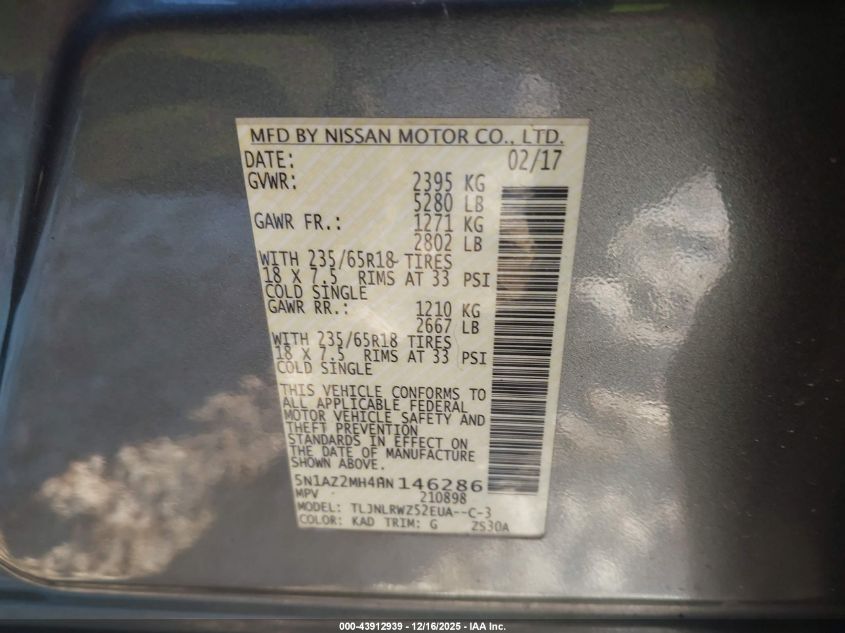 MFD BY NISSAN MOTOR CO., LTD.
DATE: 02/17
GVWR: 2395 KG
5280 LB
GAWR FR.: 1271 KG
2802 LB
WITH 235/65R18 TIRES
18 X 7.5 RIMS AT 33 PSI
COLD SINGLE
GAWR RR.: 1210 KG
2667 LB
WITH 235/65R18 TIRES
18 X 7.5 RIMS AT 33 PSI
COLD SINGLE
THIS VEHICLE CONFORMS TO
ALL APPLICABLE FEDERAL
MOTOR VEHICLE SAFETY AND
THEFT PREVENTION
STANDARDS IN EFFECT ON
THE DATE OF MANUFACTURE
SHOWN ABOVE.
5N1AZ2MH4HN146286
MPV 210898
MODEL: TLJNLRWZ52EUA--C-3
COLOR: KAD TRIM: G ZS30A
000-43912939 - 12/16/2025 - IAA Inc.